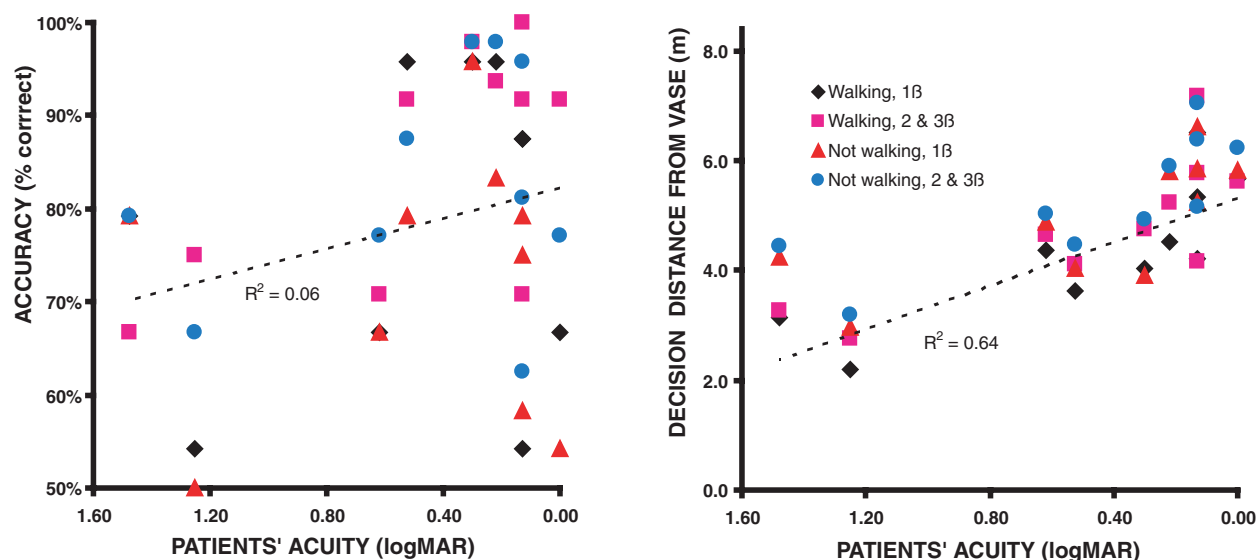 100%
90%
80%
70%
60%
50%
ACCURACY (% corrrect)
R2 = 0.06
1.60
1.20
0.80
0.40
0.00
PATIENTS' ACUITY (logMAR)
8.0
6.0
4.0
2.0
0.0
DECISION DISTANCE FROM VASE (m)
Walking, 1ß
Walking, 2 & 3ß
Not walking, 1ß
Not walking, 2 & 3ß
R2 = 0.64
1.60
1.20
0.80
0.40
0.00
PATIENTS' ACUITY (logMAR)